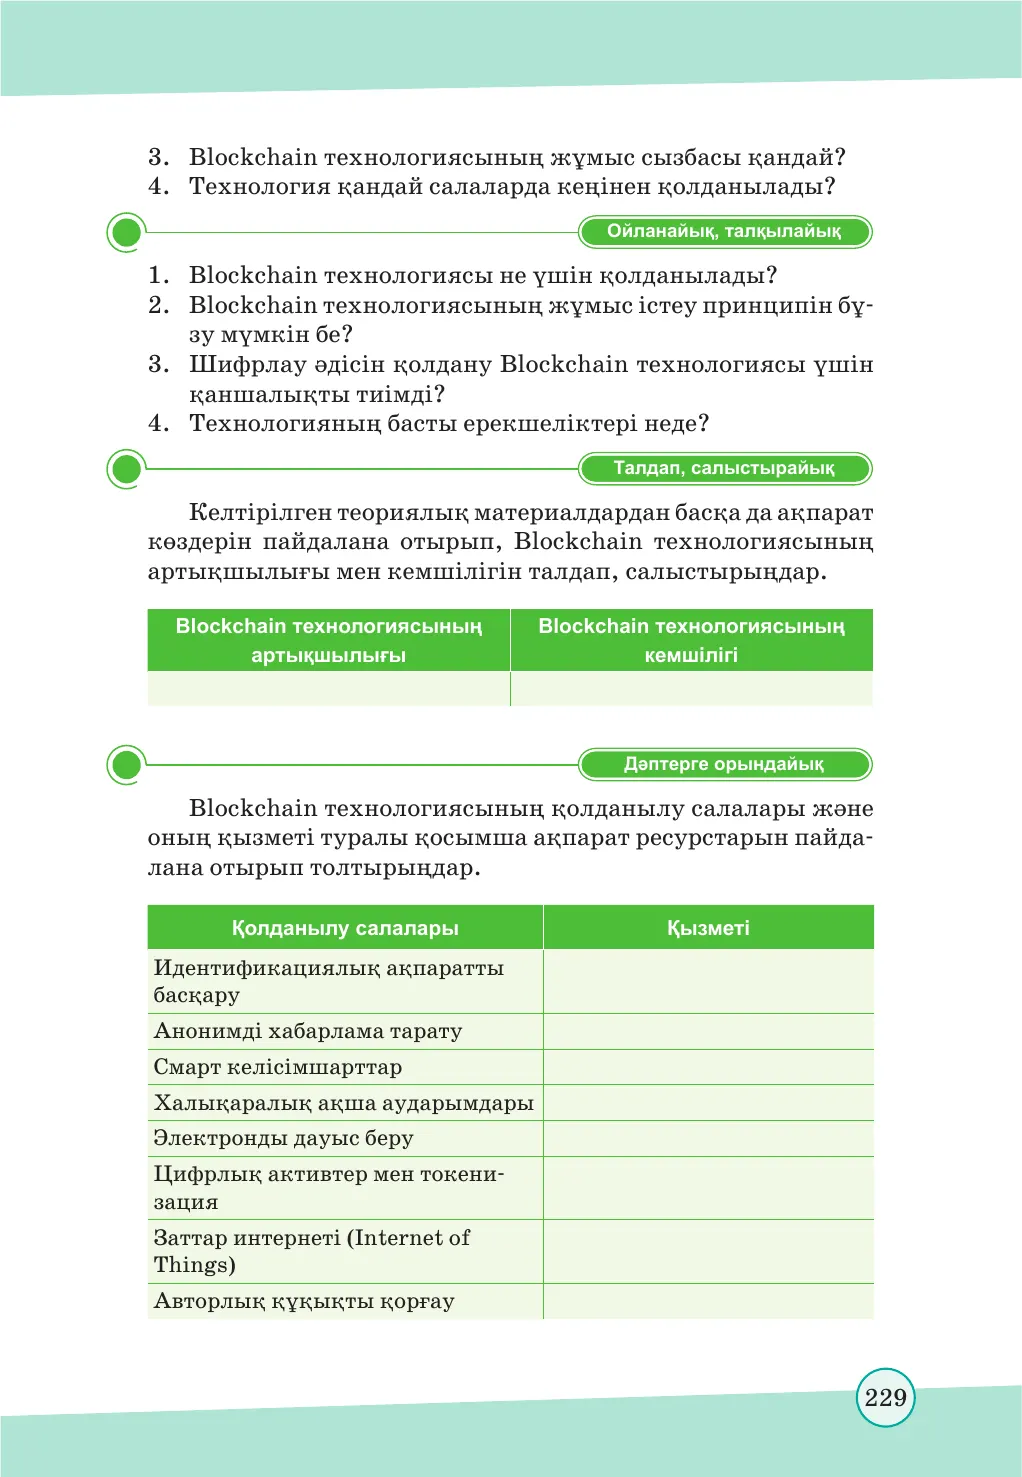 3. Blockchain технологиясының жұмыс сызбасы қандай?
4. Технология қандай салаларда кеңінен қолданылады?
Ойланайық, талқылайық
1. Blockchain технологиясы не үшін қолданылады?
2. Blockchain технологиясының жұмыс істеу принципін бұ-
зу мүмкін бе?
3. Шифрлау әдісін қолдану Blockchain технологиясы үшін
қаншалықты тиімді?
4. Технологияның басты ерекшеліктері неде?
Талдап, салыстырайық
Келтірілген теориялық материалдардан басқа да ақпарат
көздерін пайдалана отырып, Blockchain технологиясының
артықшылығы мен кемшілігін талдап, салыстырыңдар.
Blockchain технологиясының
артықшылығы
Blockchain технологиясының
кемшілігі
Дәптерге орындайық
Blockchain технологиясының қолданылу салалары және
оның қызметі туралы қосымша ақпарат ресурстарын пайда-
лана отырып толтырыңдар.
Қолданылу салалары
Қызметі
Идентификациялық ақпаратты
басқару
Анонимді хабарлама тарату
Смарт келісімшарттар
Халықаралық ақша аударымдары
Электронды дауыс беру
Цифрлық активтер мен токени-
зация
Заттар интернеті (Internet of
Things)
Авторлық құқықты қорғау
229